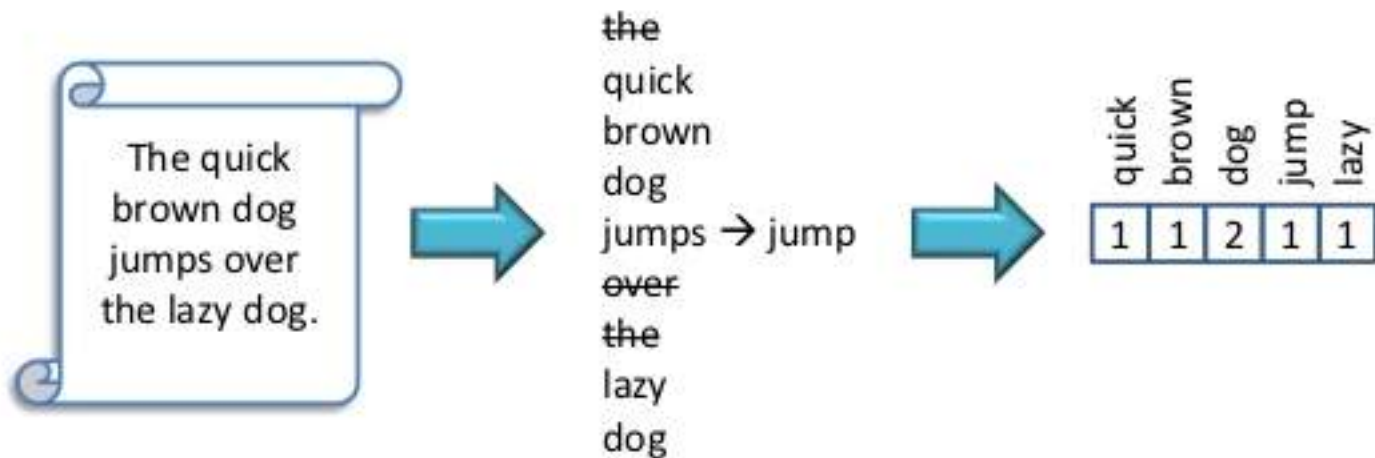 The quick
brown dog
jumps over
the lazy dog.
the
quick
brown
dog
jumps → jump
over
the
lazy
dog
quick brown dog jump lazy
1 1 2 1 1